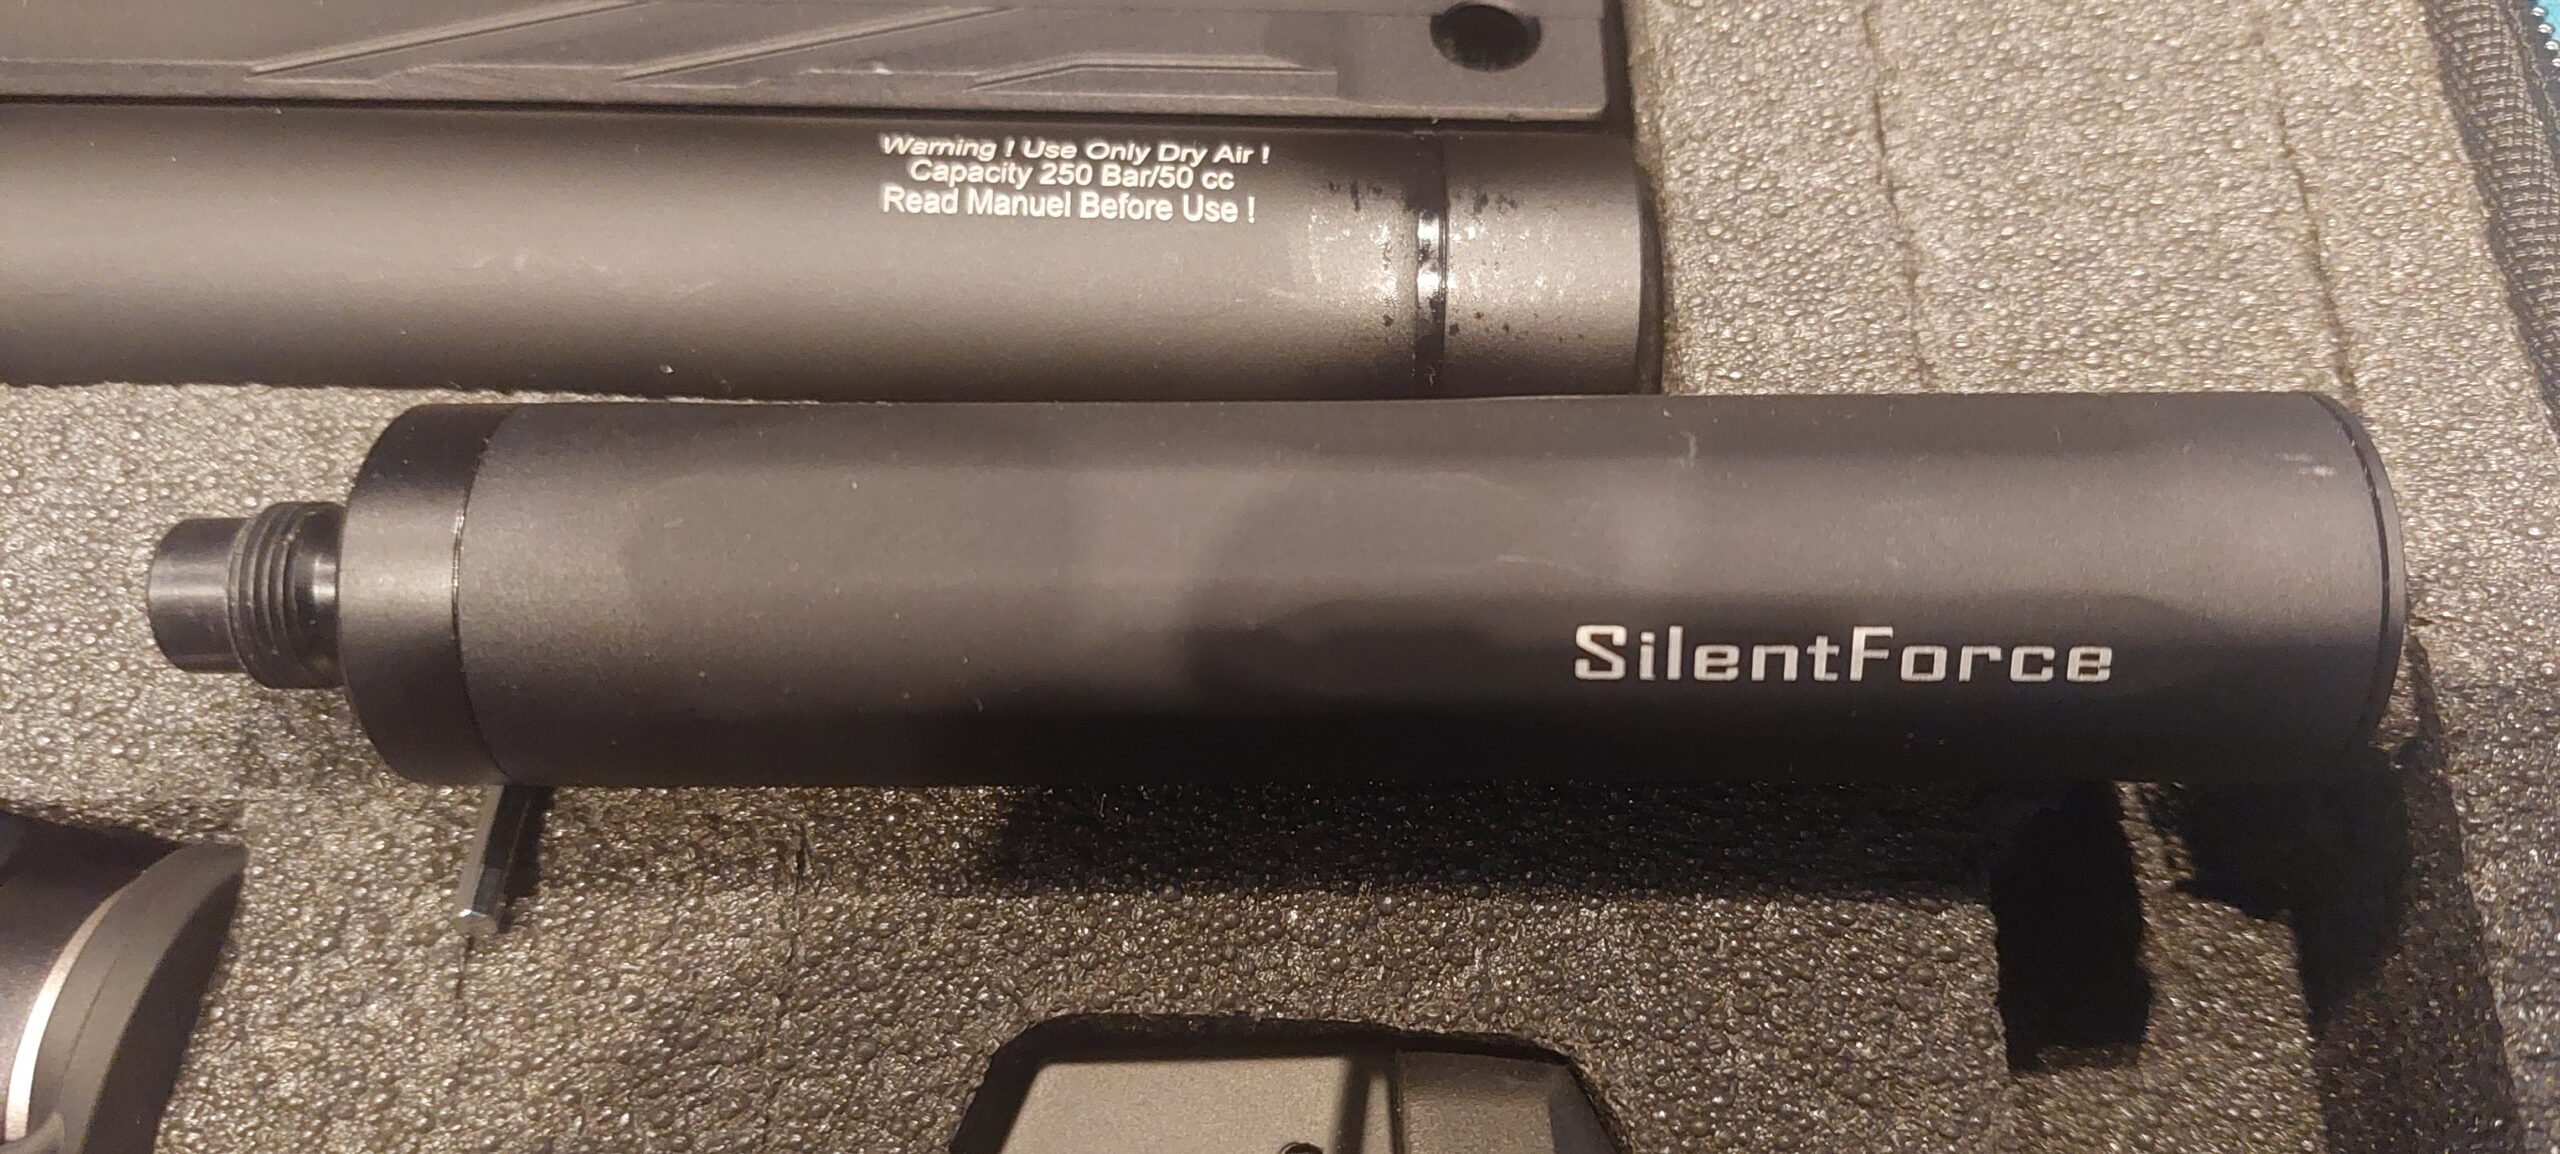 Warning ! Use Only Dry Air !
Capacity 250 Bar/50 cc
Read Manuel Before Use !
SilentForce